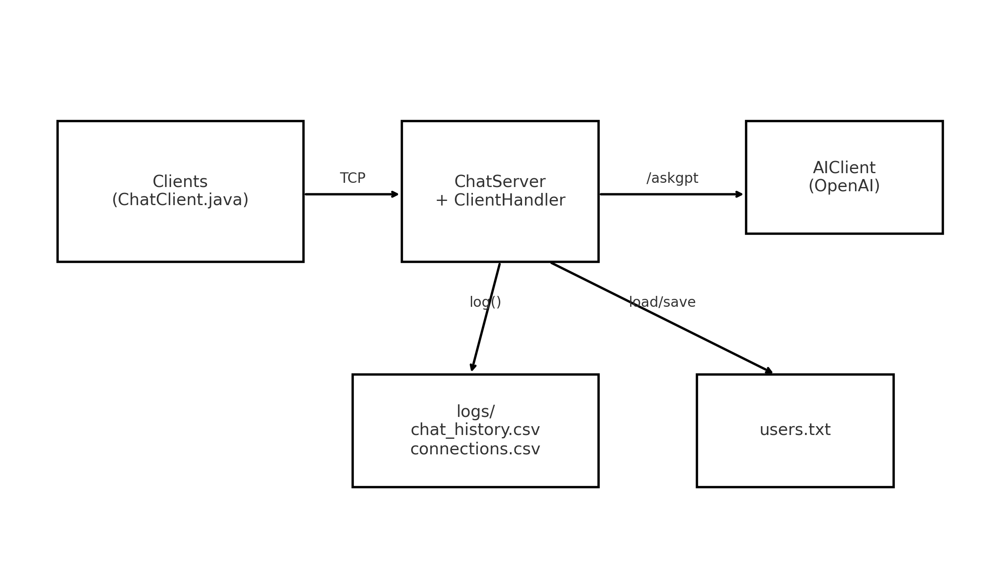 Clients
(ChatClient.java)
TCP
ChatServer
+ ClientHandler
/askgpt
AIClient
(OpenAI)
log()
load/save
logs/
chat_history.csv
connections.csv
users.txt